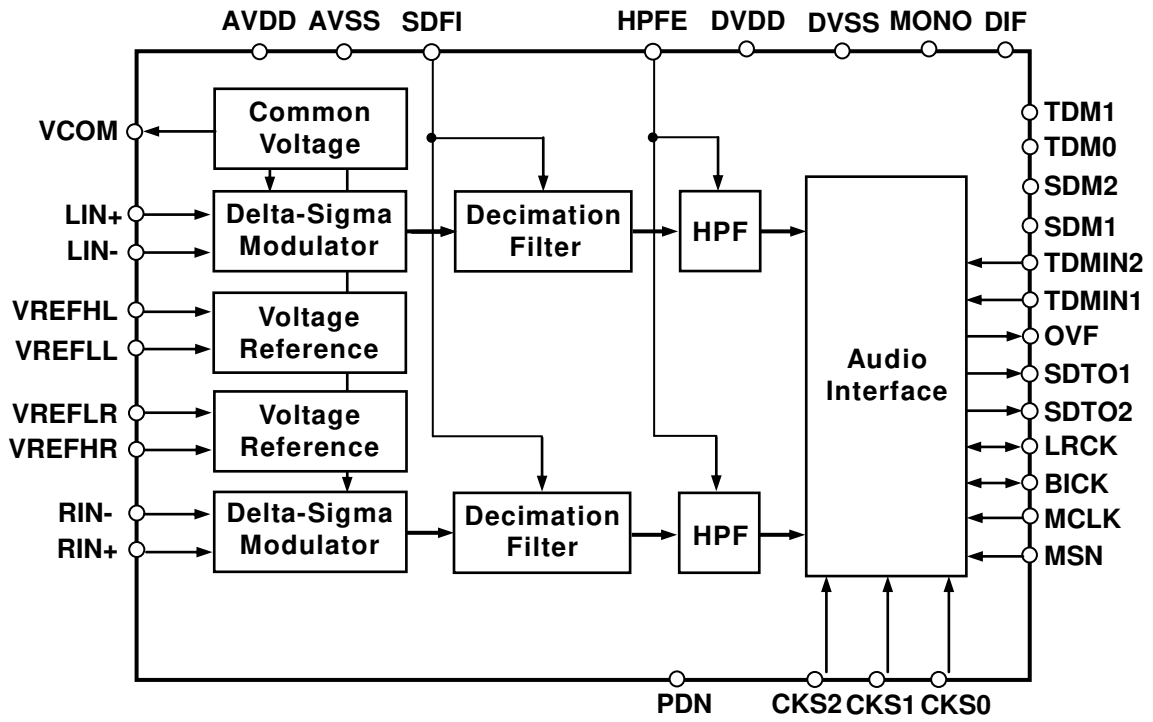 AVDD AVSS SDFI HPFE DVDD DVSS MONO DIF
VCOM
Common
Voltage
LIN+
LIN-
Delta-Sigma
Modulator
Decimation
Filter
HPF
VREFHL
VREFLL
Voltage
Reference
VREFLR
VREFHR
Voltage
Reference
RIN-
RIN+
Delta-Sigma
Modulator
Decimation
Filter
HPF
Audio
Interface
TDM1
TDM0
SDM2
SDM1
TDMIN2
TDMIN1
OVF
SDTO1
SDTO2
LRCK
BICK
MCLK
MSN
PDN CKS2 CKS1 CKS0